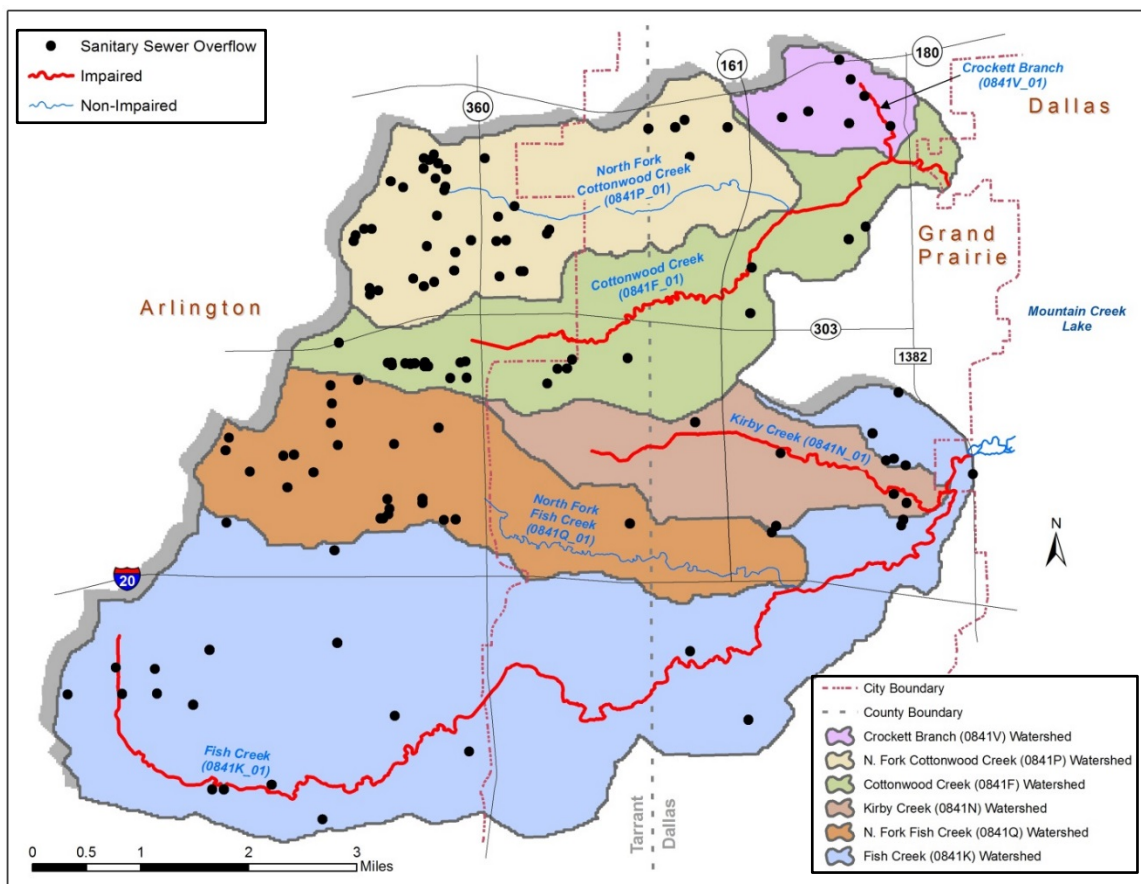 Sanitary Sewer Overflow
Impaired
Non-Impaired
360
161
180
Crockett Branch
(0841V_01)
Dallas
North Fork
Cottonwood Creek
(0841P_01)
Grand
Prairie
Cottonwood Creek
(0841F_01)
Arlington
303
Mountain Creek
Lake
1382
Kirby Creek (0841N_01)
North Fork
Fish Creek
(0841Q_01)
N
20
Fish Creek
(0841K_01)
Tarrant
Dallas
City Boundary
County Boundary
Crockett Branch (0841V) Watershed
N. Fork Cottonwood Creek (0841P) Watershed
Cottonwood Creek (0841F) Watershed
Kirby Creek (0841N) Watershed
N. Fork Fish Creek (0841Q) Watershed
Fish Creek (0841K) Watershed
0 0.5 1 2 3
Miles